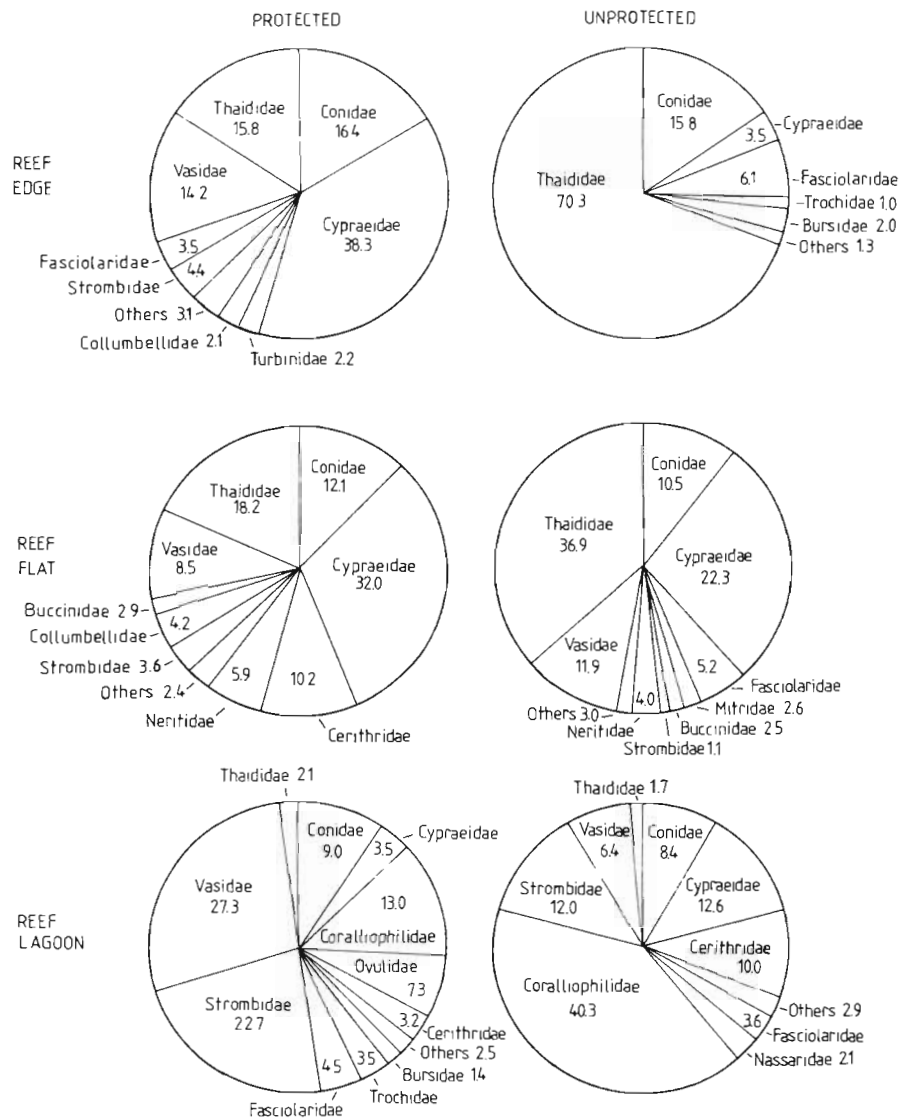 PROTECTED
UNPROTECTED
REEF
EDGE
Thaididae
15.8
Conidae
16.4
Vasidae
14.2
Cypraeidae
38.3
3.5
Fasciolaridae
4.4
Strombidae
Others 3.1
Collumbellidae 2.1
Turbinidae 2.2
Conidae
15 8
Cypraeidae
3.5
Thaididae
70 3
6.1
Fasciolaridae
Trochidae 1.0
Bursidae 2.0
Others 1.3
REEF
FLAT
Thaididae
18.2
Conidae
12.1
Vasidae
8.5
Cypraeidae
32.0
Buccinidae 2 9
4.2
Collumbellidae
Strombidae 3.6
Others 2.4
5.9
Neritidae
10 2
Cerithridae
Conidae
10.5
Thaididae
36.9
Cypraeidae
22.3
Vasidae
11.9
5.2
Fasciolaridae
Mitridae 2.6
Buccinidae 2 5
Strombidae 1.1
4.0
Neritidae
Others 3.0
REEF
LAGOON
Thaididae 2 1
Conidae
9.0
Cypraeidae
3.5
Vasidae
27.3
13.0
Coralliophilidae
Ovulidae
7 3
Strombidae
22 7
3.2
Cerithridae
Others 2.5
Bursidae 1.4
3 5
Trochidae
4 5
Fasciolaridae
Thaididae 1.7
Vasidae
6.4
Conidae
8.4
Strombidae
12.0
Cypraeidae
12.6
Cerithridae
10.0
Coralliophilidae
40.3
Others 2.9
3.6
Fasciolaridae
Nassaridae 2 1